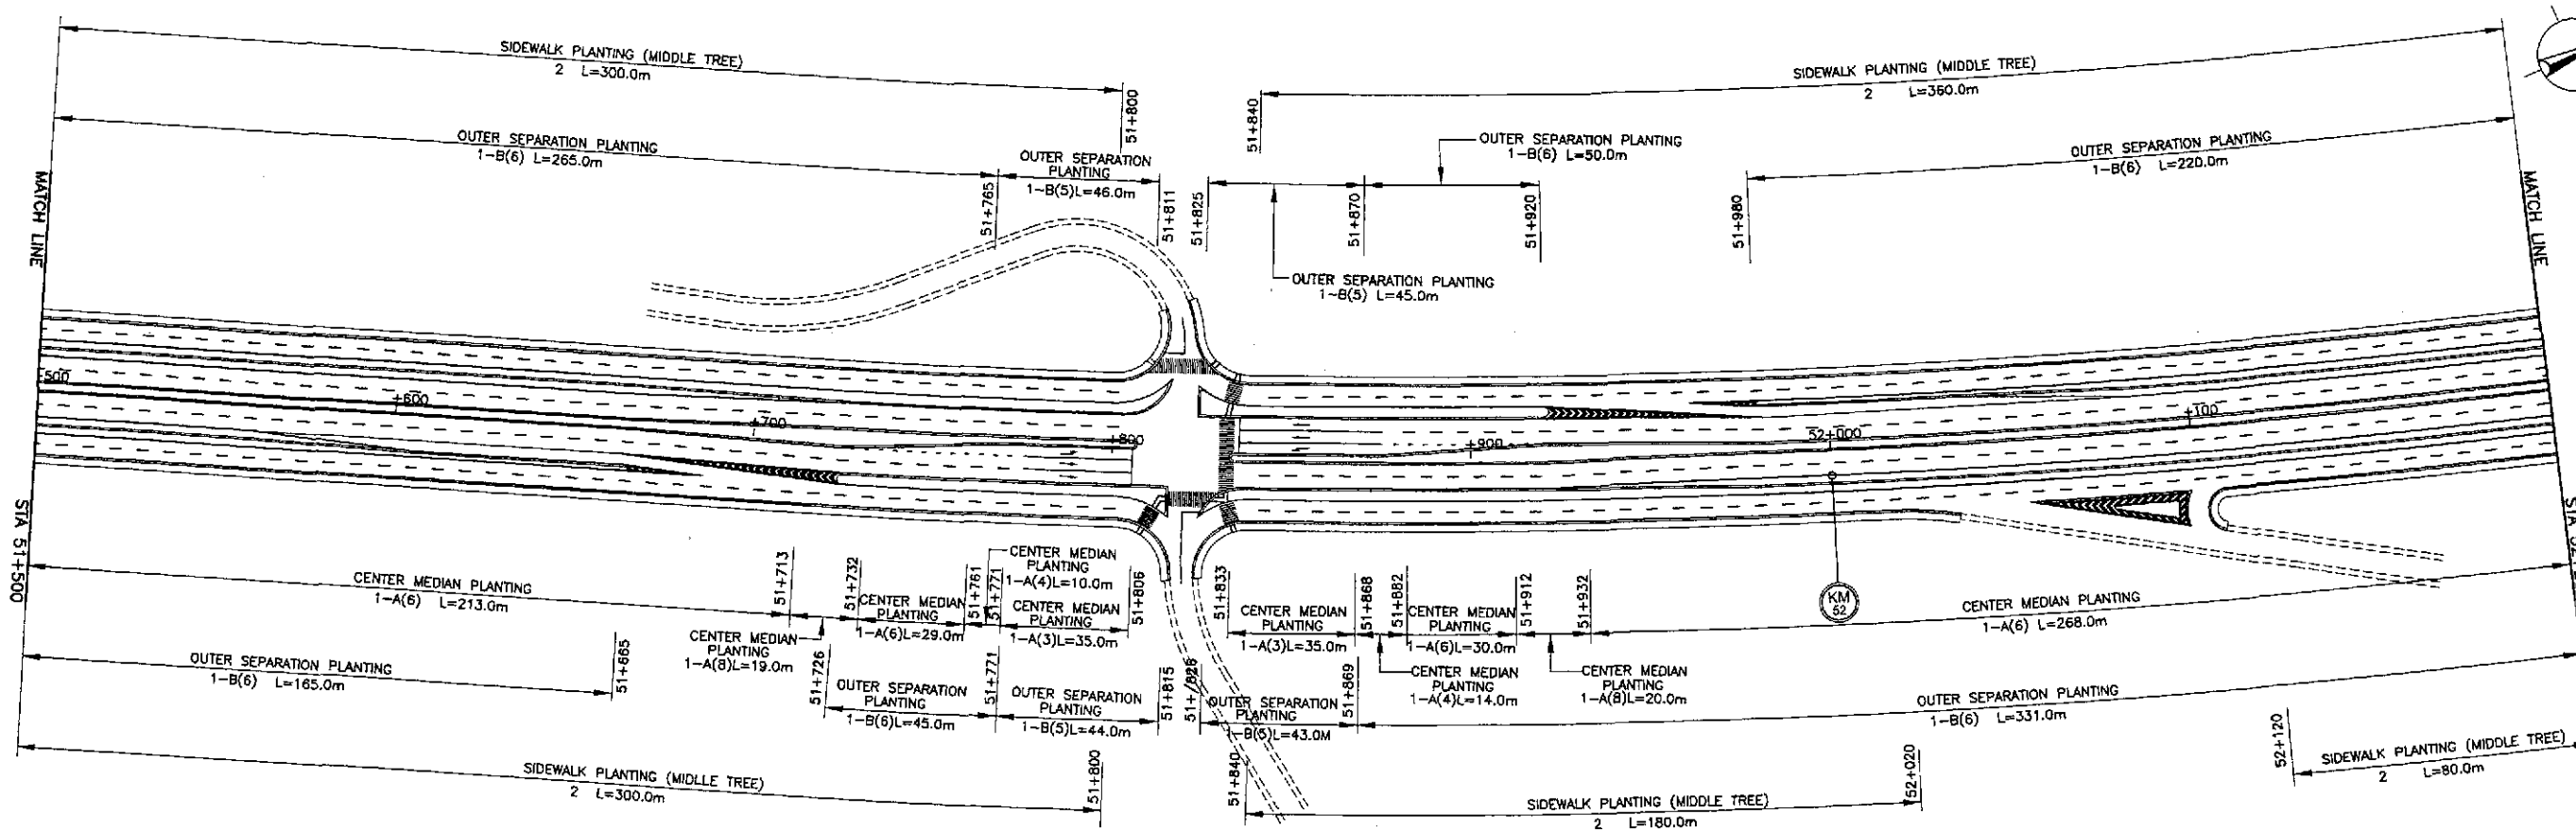 SIDEWALK PLANTING (MIDDLE TREE)
2 L=300.0m
51+800
51+840
SIDEWALK PLANTING (MIDDLE TREE)
2 L=360.0m
OUTER SEPARATION PLANTING
1-B(6) L=265.0m
51+765
OUTER SEPARATION
PLANTING
1-B(5)L=46.0m
51+811
51+825
OUTER SEPARATION PLANTING
1-B(6) L=50.0m
51+870
51+920
OUTER SEPARATION PLANTING
1-B(5) L=45.0m
51+980
OUTER SEPARATION PLANTING
1-B(6) L=220.0m
MATCH LINE
MATCH LINE
+500
+600
+700
+800
+900
52+000
+100
KM
52
STA 51+500
STA
CENTER MEDIAN PLANTING
1-A(6) L=213.0m
51+713
CENTER MEDIAN
PLANTING
1-A(8)L=19.0m
51+732
CENTER MEDIAN
PLANTING
1-A(6)L=29.0m
51+761
CENTER MEDIAN
PLANTING
1-A(4)L=10.0m
51+771
CENTER MEDIAN
PLANTING
1-A(3)L=35.0m
51+806
51+833
CENTER MEDIAN
PLANTING
1-A(3)L=35.0m
51+868
CENTER MEDIAN
PLANTING
1-A(4)L=14.0m
51+882
CENTER MEDIAN
PLANTING
1-A(6)L=30.0m
51+912
CENTER MEDIAN
PLANTING
1-A(8)L=20.0m
51+932
CENTER MEDIAN PLANTING
1-A(6) L=268.0m
OUTER SEPARATION PLANTING
1-B(6) L=165.0m
51+665
51+726
OUTER SEPARATION
PLANTING
1-B(6)L=45.0m
51+771
OUTER SEPARATION
PLANTING
1-B(5)L=44.0m
51+815
51+826
OUTER SEPARATION
PLANTING
1-B(5)L=43.0M
51+869
OUTER SEPARATION PLANTING
1-B(6) L=331.0m
SIDEWALK PLANTING (MIDLLE TREE)
2 L=300.0m
51+800
51+840
SIDEWALK PLANTING (MIDDLE TREE)
2 L=180.0m
52+020
52+120
SIDEWALK PLANTING (MIDDLE TREE)
2 L=80.0m